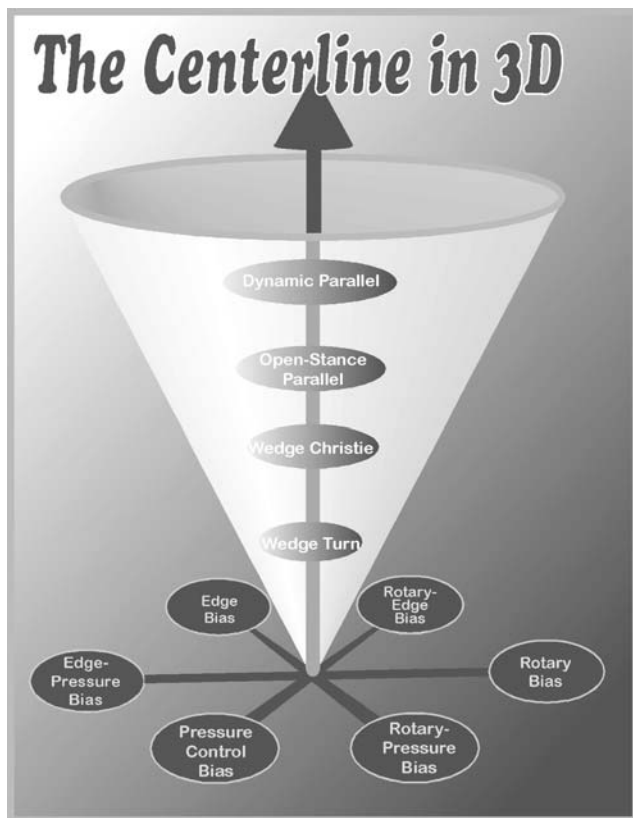 The Centerline in 3D
Dynamic Parallel
Open-Stance
Parallel
Wedge Christie
Wedge Turn
Edge
Bias
Rotary-
Edge
Bias
Edge-
Pressure
Bias
Rotary
Bias
Pressure
Control
Bias
Rotary-
Pressure
Bias